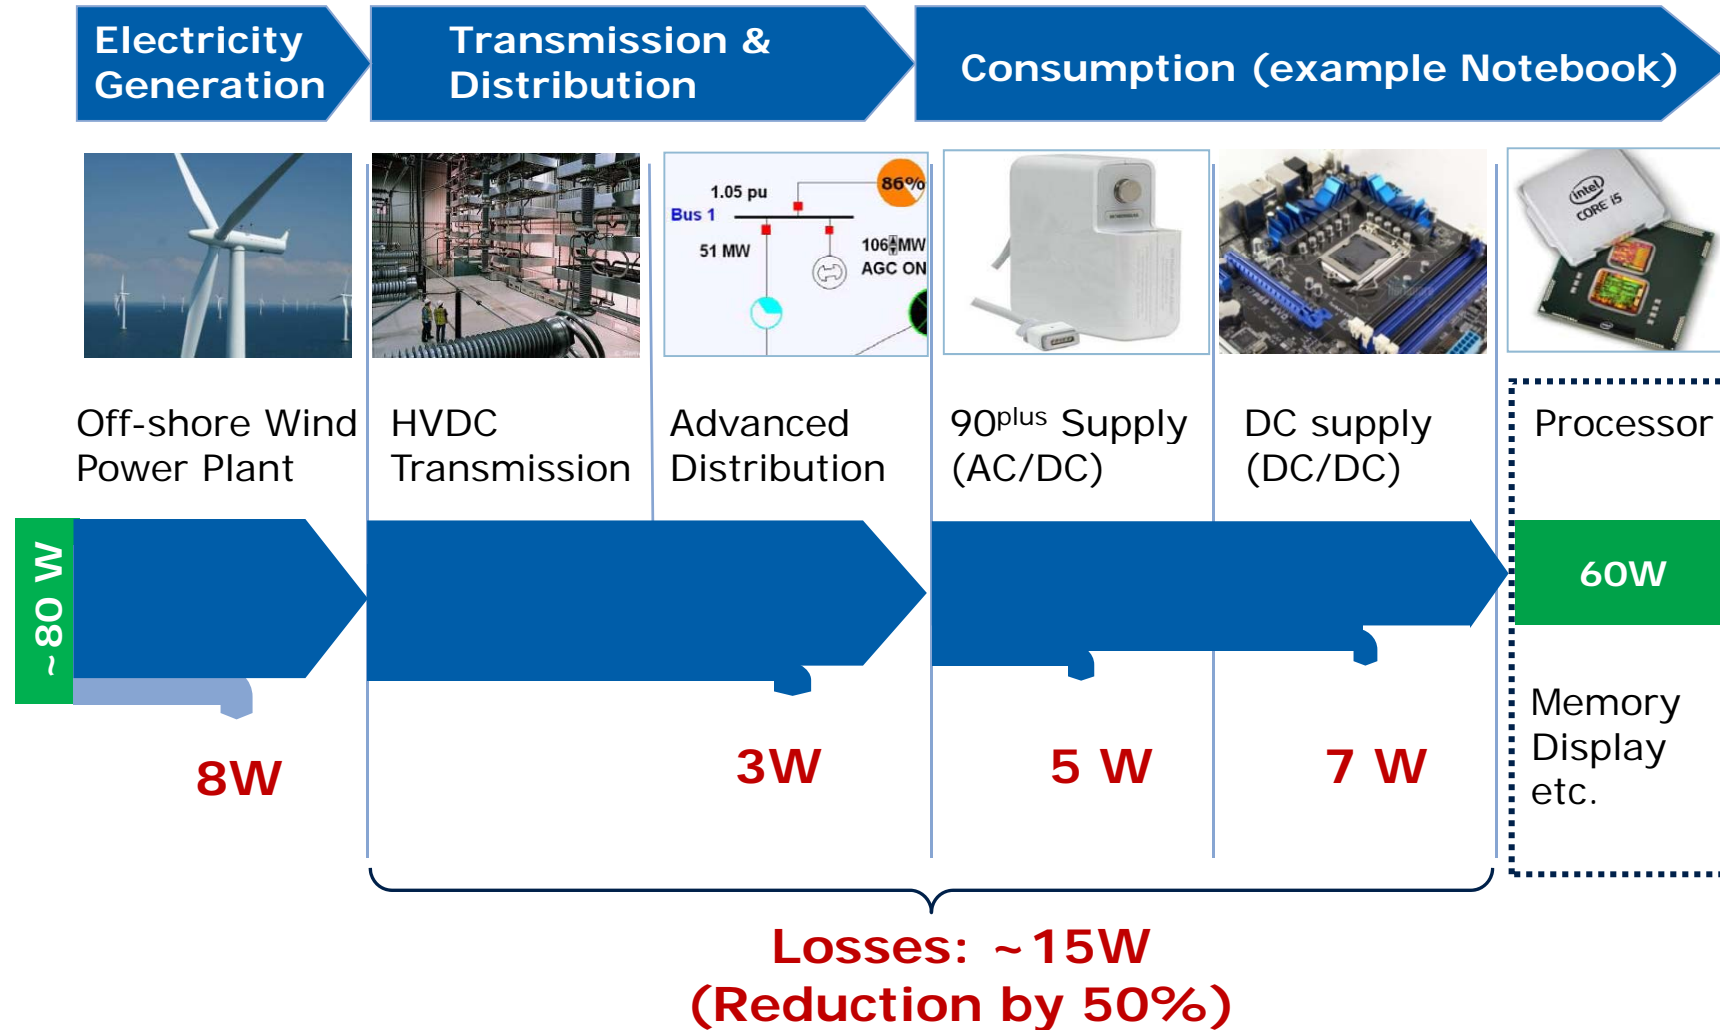 Electricity
Generation
Transmission &
Distribution
Consumption (example Notebook)
1.05 pu
86%
Bus 1
51 MW
106 MW
AGC ON
intel
CORE i5
Off-shore Wind
Power Plant
HVDC
Transmission
Advanced
Distribution
90plus Supply
(AC/DC)
DC supply
(DC/DC)
Processor
~80 W
60W
8W
3W
5 W
7 W
Memory
Display
etc.
Losses: ~15W
(Reduction by 50%)